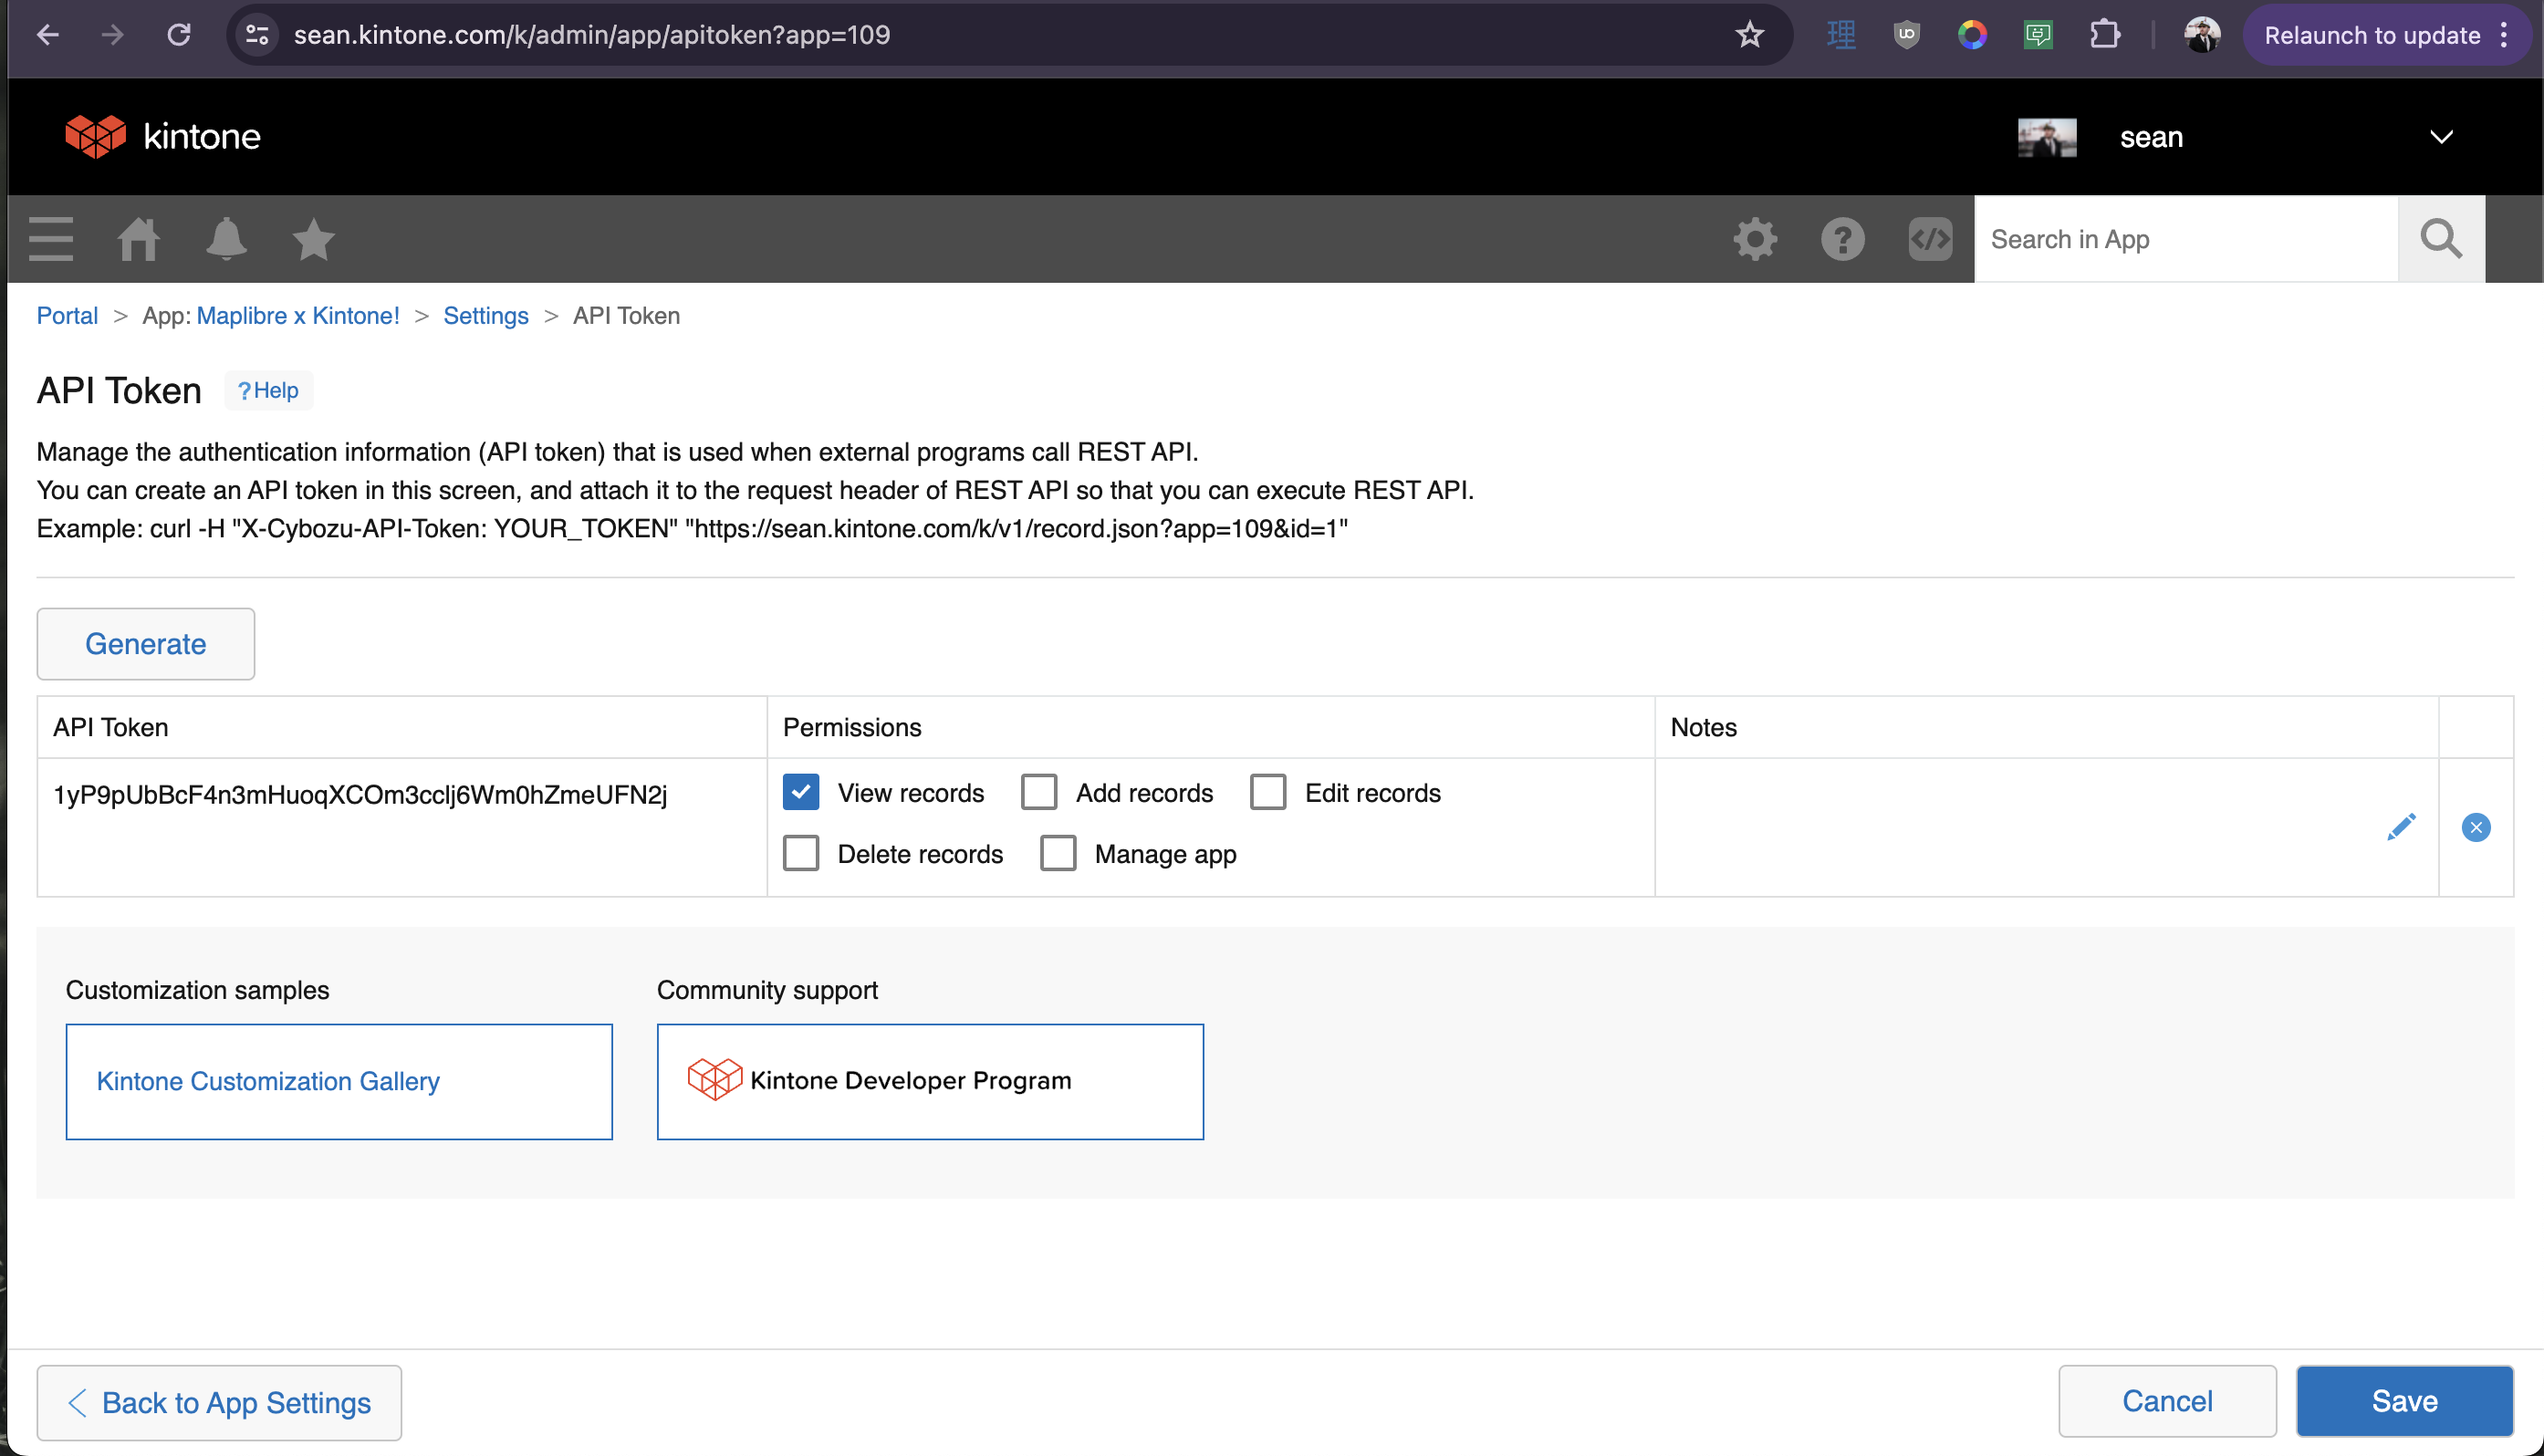 sean.kintone.com/k/admin/app/apitoken?app=109
理
Relaunch to update
kintone
sean
Search in App
Portal > App: Maplibre x Kintone! > Settings > API Token
API Token ?Help
Manage the authentication information (API token) that is used when external programs call REST API.
You can create an API token in this screen, and attach it to the request header of REST API so that you can execute REST API.
Example: curl -H "X-Cybozu-API-Token: YOUR_TOKEN" "https://sean.kintone.com/k/v1/record.json?app=109&id=1"
Generate
API Token Permissions Notes
1yP9pUbBcF4n3mHuoqXCOm3cclj6Wm0hZmeUFN2j View records Add records Edit records
Delete records Manage app
Customization samples Community support
Kintone Customization Gallery Kintone Developer Program
Back to App Settings Cancel Save